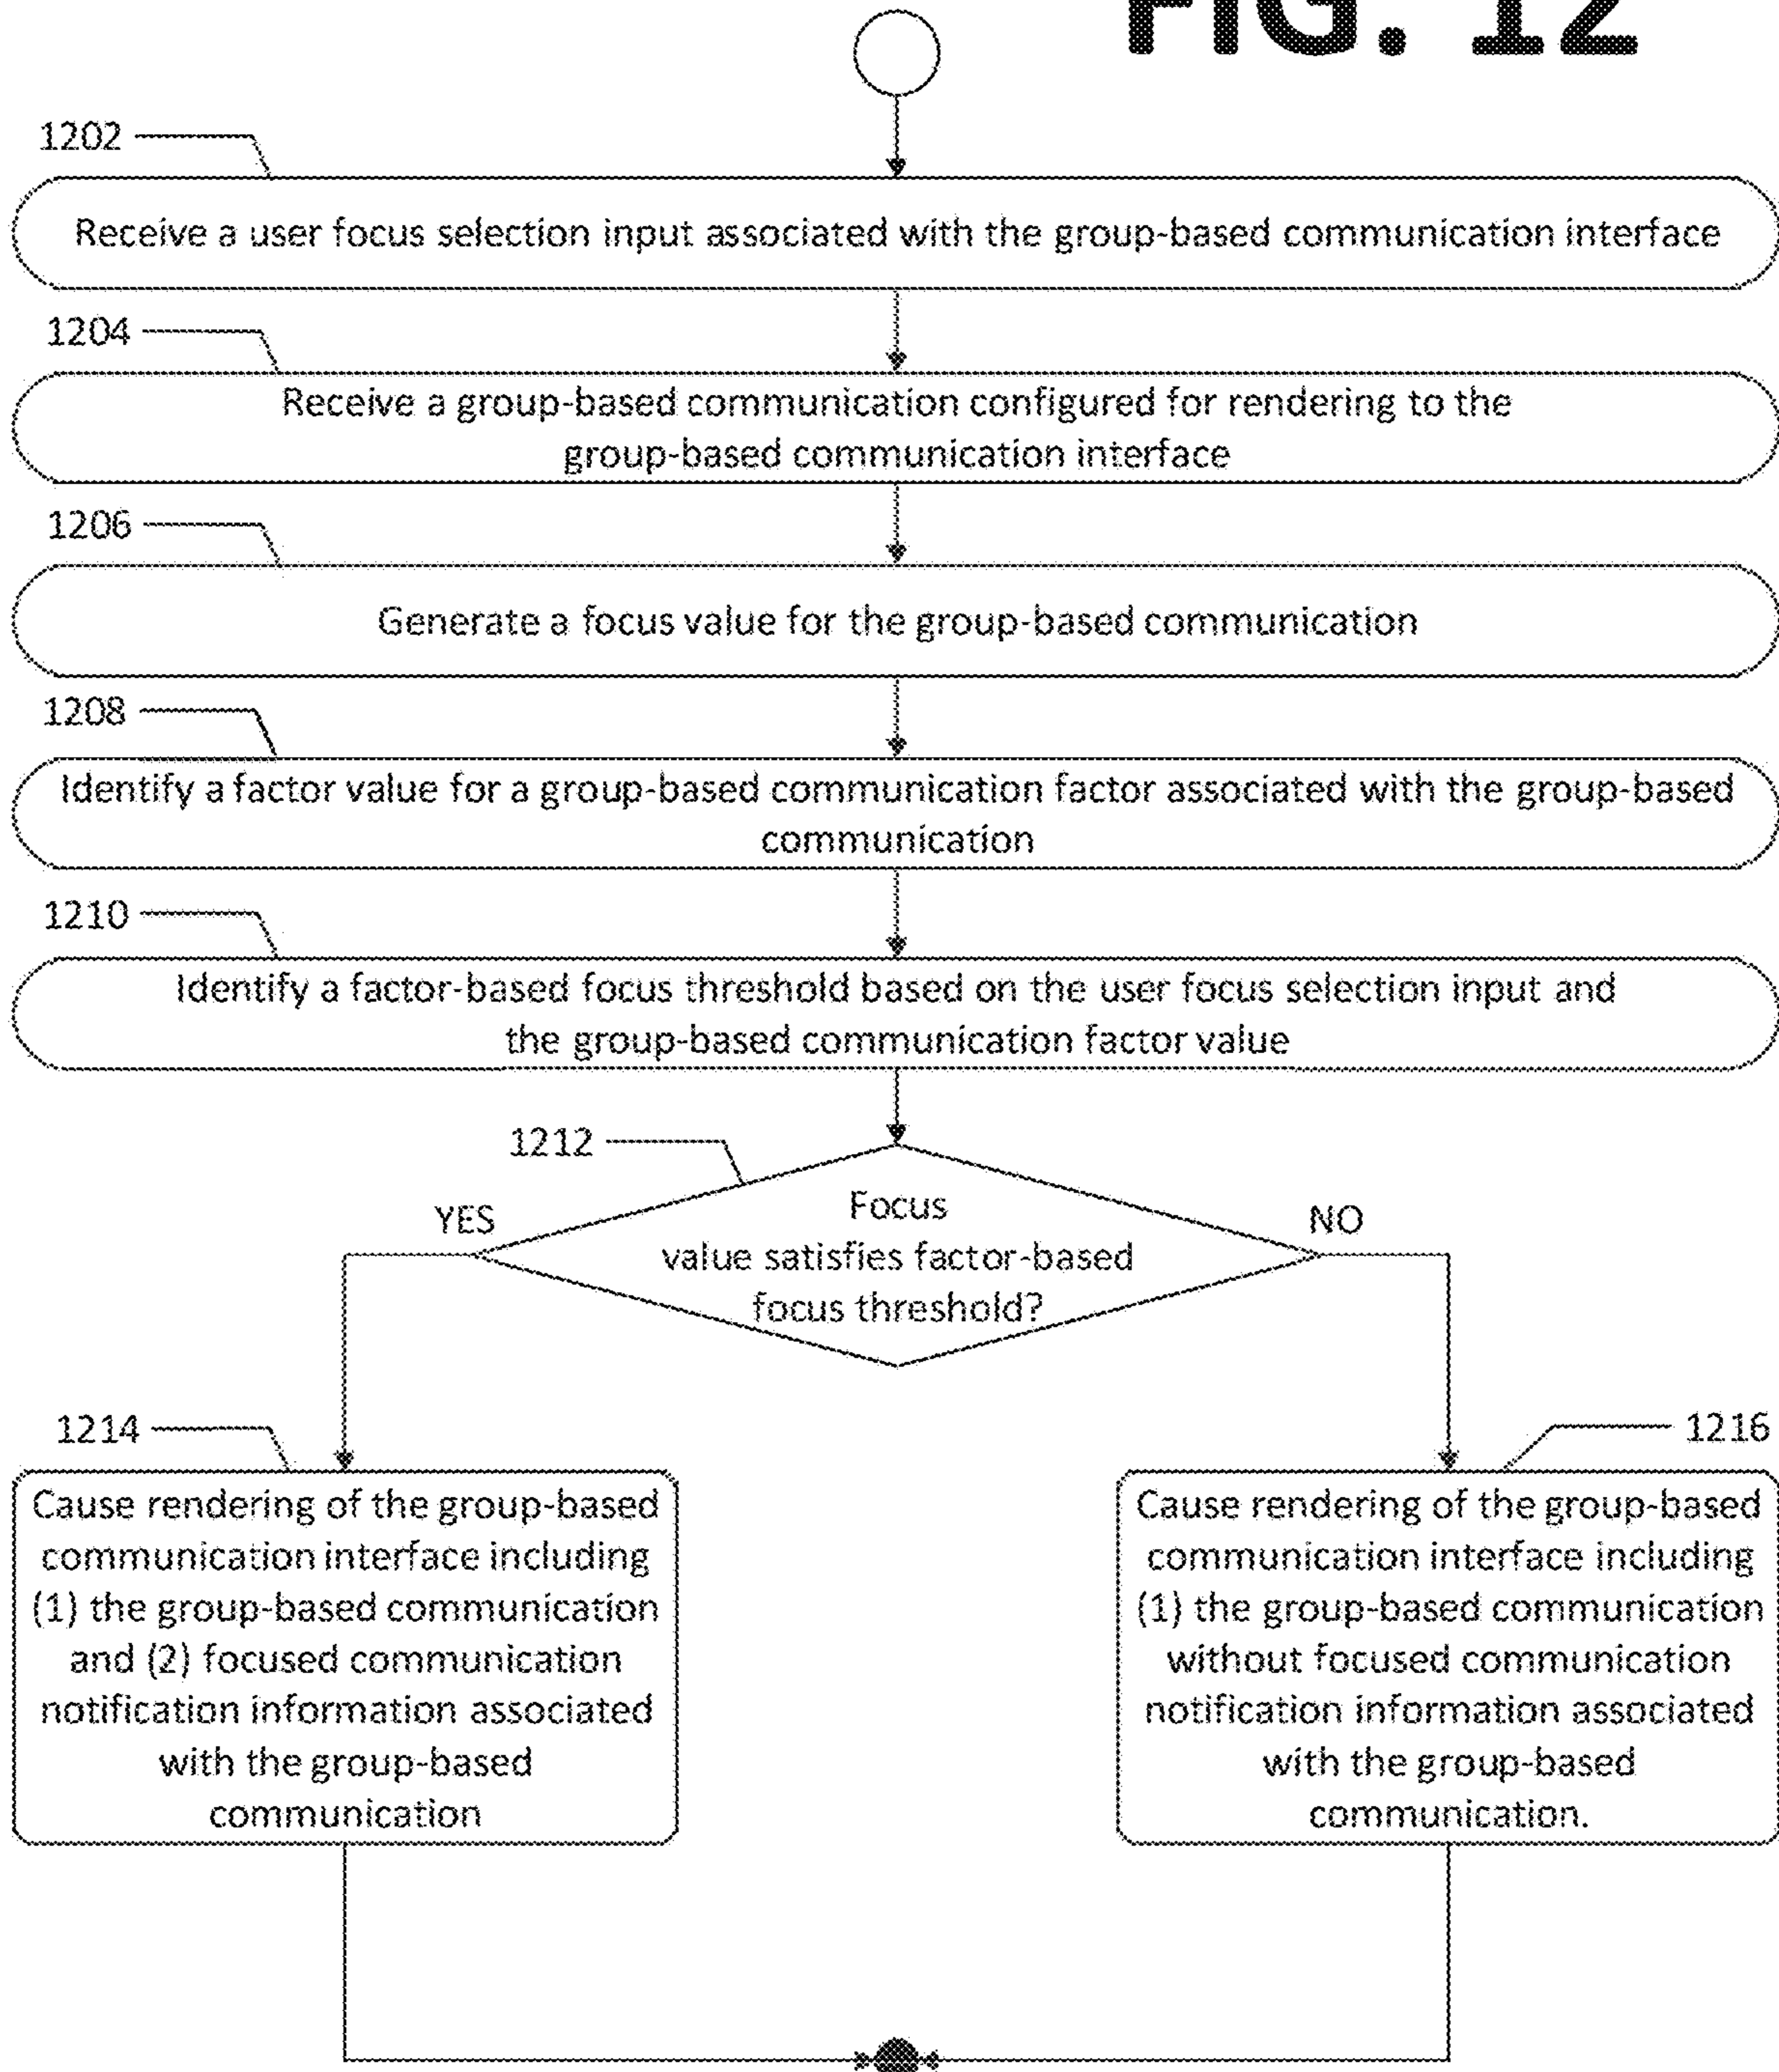 FIG. 12
1202
Receive a user focus selection input associated with the group-based communication interface
1204
Receive a group-based communication configured for rendering to the
group-based communication interface
1206
Generate a focus value for the group-based communication
1208
Identify a factor value for a group-based communication factor associated with the group-based
communication
1210
Identify a factor-based focus threshold based on the user focus selection input and
the group-based communication factor value
1212
YES
Focus
value satisfies factor-based
focus threshold?
NO
1214
Cause rendering of the group-based
communication interface including
(1) the group-based communication
and (2) focused communication
notification information associated
with the group-based
communication
1216
Cause rendering of the group-based
communication interface including
(1) the group-based communication
without focused communication
notification information associated
with the group-based
communication.